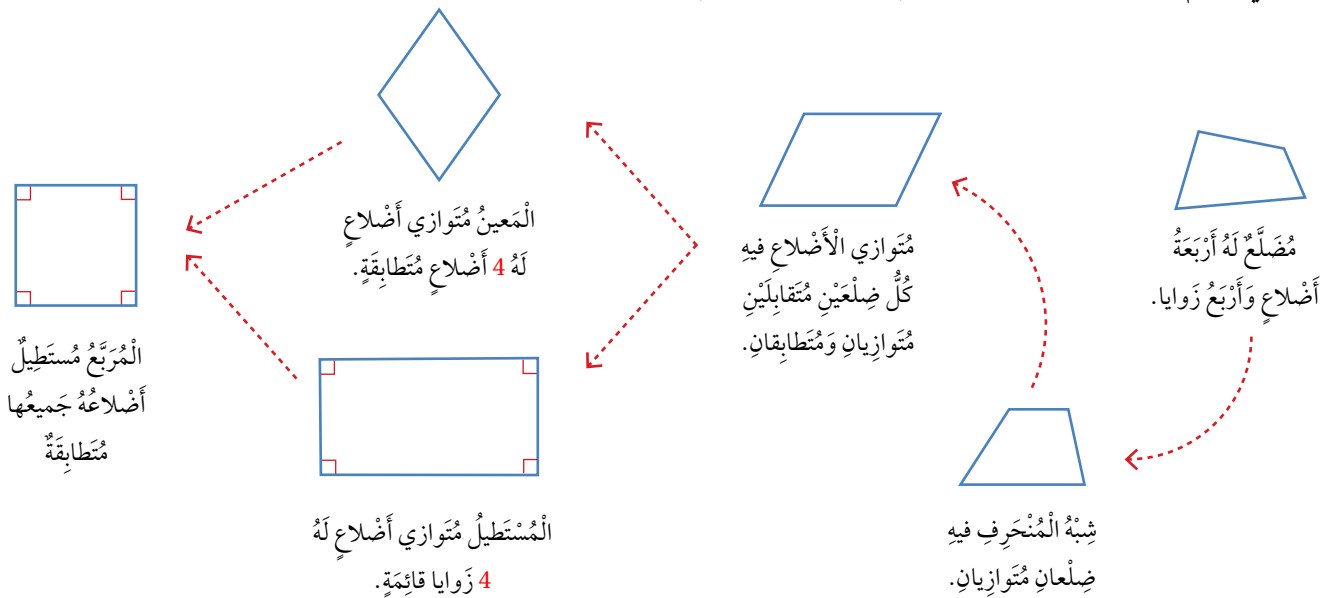 مُضَلَّعٌ لَهُ أَرْبَعَةُ
أَضْلاعٍ وَأَرْبَعُ زَوايا.
شِبْهُ الْمُنْحَرِفِ فيهِ
ضِلْعانِ مُتَوازِيانِ.
مُتَوازي الْأَضْلاعِ فيهِ
كُلُّ ضِلْعَيْنِ مُتَقابِلَيْنِ
مُتَوازِيانِ وَمُتَطابِقانِ.
الْمَعينُ مُتَوازي أَضْلاعٍ
لَهُ 4 أَضْلاعٍ مُتَطابِقَةٍ.
الْمُسْتَطيلُ مُتَوازي أَضْلاعٍ لَهُ
4 زَوايا قائِمَةٍ.
الْمُرَبَّعُ مُستَطِيلٌ
أَضْلاعُهُ جَميعُها
مُتَطابِقَةٌ